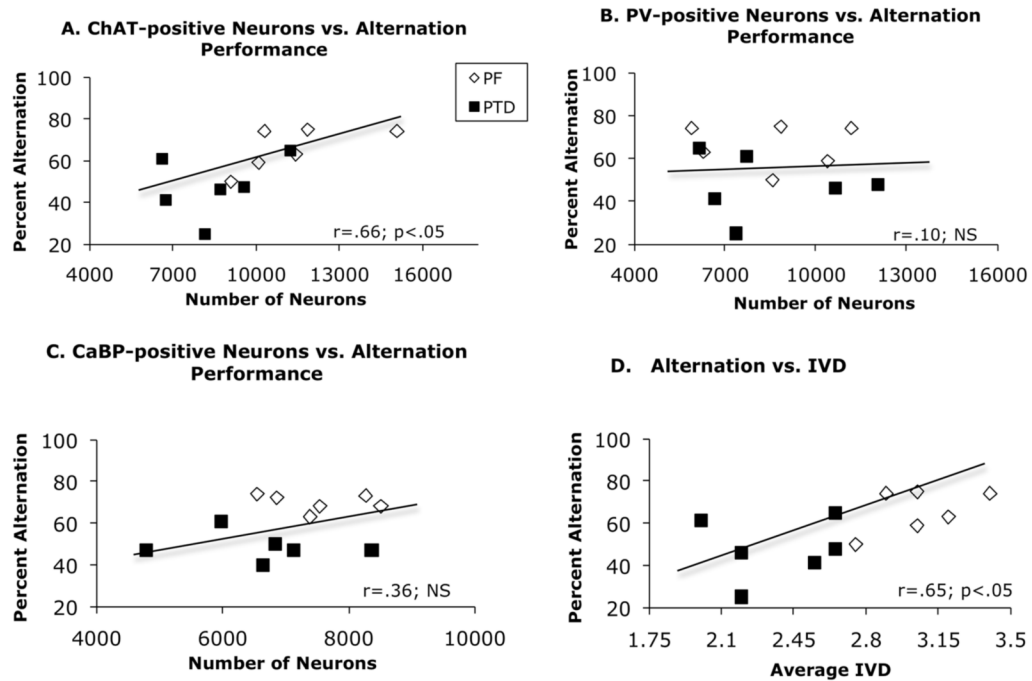 A. ChAT-positive Neurons vs. Alternation
Performance
Percent Alternation
100
80
60
40
20
PF
PTD
r=.66; p<.05
4000 7000 10000 13000 16000
Number of Neurons
B. PV-positive Neurons vs. Alternation
Performance
Percent Alternation
100
80
60
40
20
r=.10; NS
4000 7000 10000 13000 16000
Number of Neurons
C. CaBP-positive Neurons vs. Alternation
Performance
Percent Alternation
100
80
60
40
20
r=.36; NS
4000 6000 8000 10000
Number of Neurons
D. Alternation vs. IVD
Percent Alternation
100
80
60
40
20
r=.65; p<.05
1.75 2.1 2.45 2.8 3.15 3.5
Average IVD